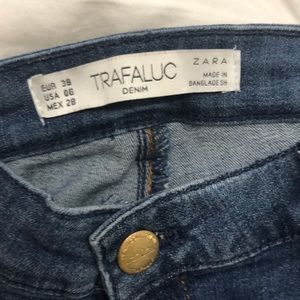 EUR 38
USA 06
MEX 28
TRAFALUC
DENIM
ZARA
MADE IN
BANGLADESH